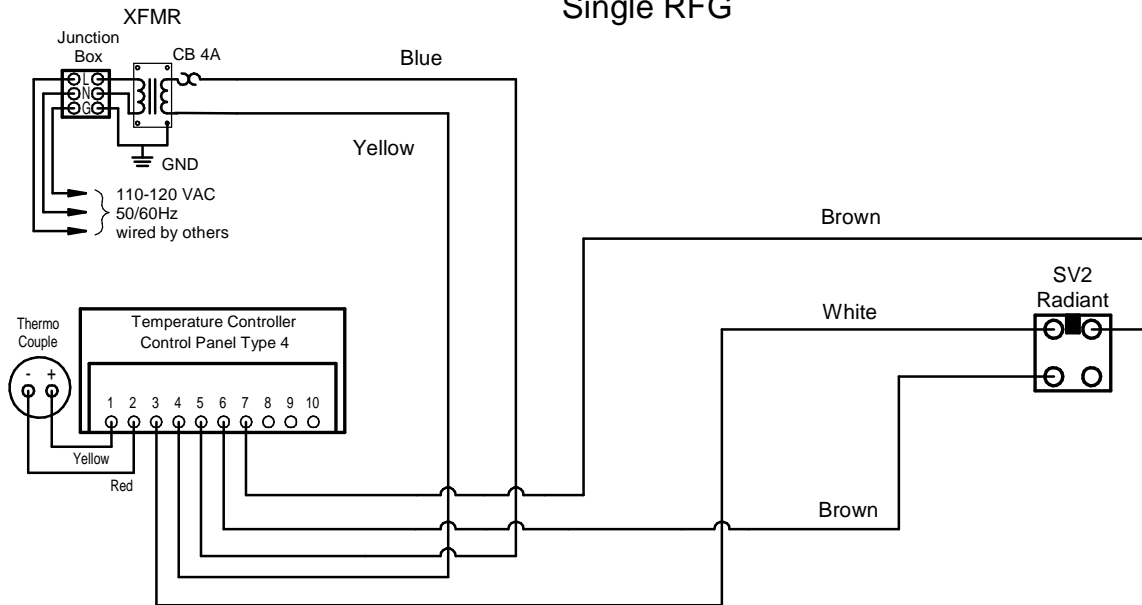 Single RFG
XFMR
Junction
Box
CB 4A
Blue
L
N
G
Yellow
GND
110-120 VAC
50/60Hz
wired by others
Brown
SV2
Radiant
White
Thermo
Couple
Temperature Controller
Control Panel Type 4
- +
1 2 3 4 5 6 7 8 9 10
Yellow
Red
Brown